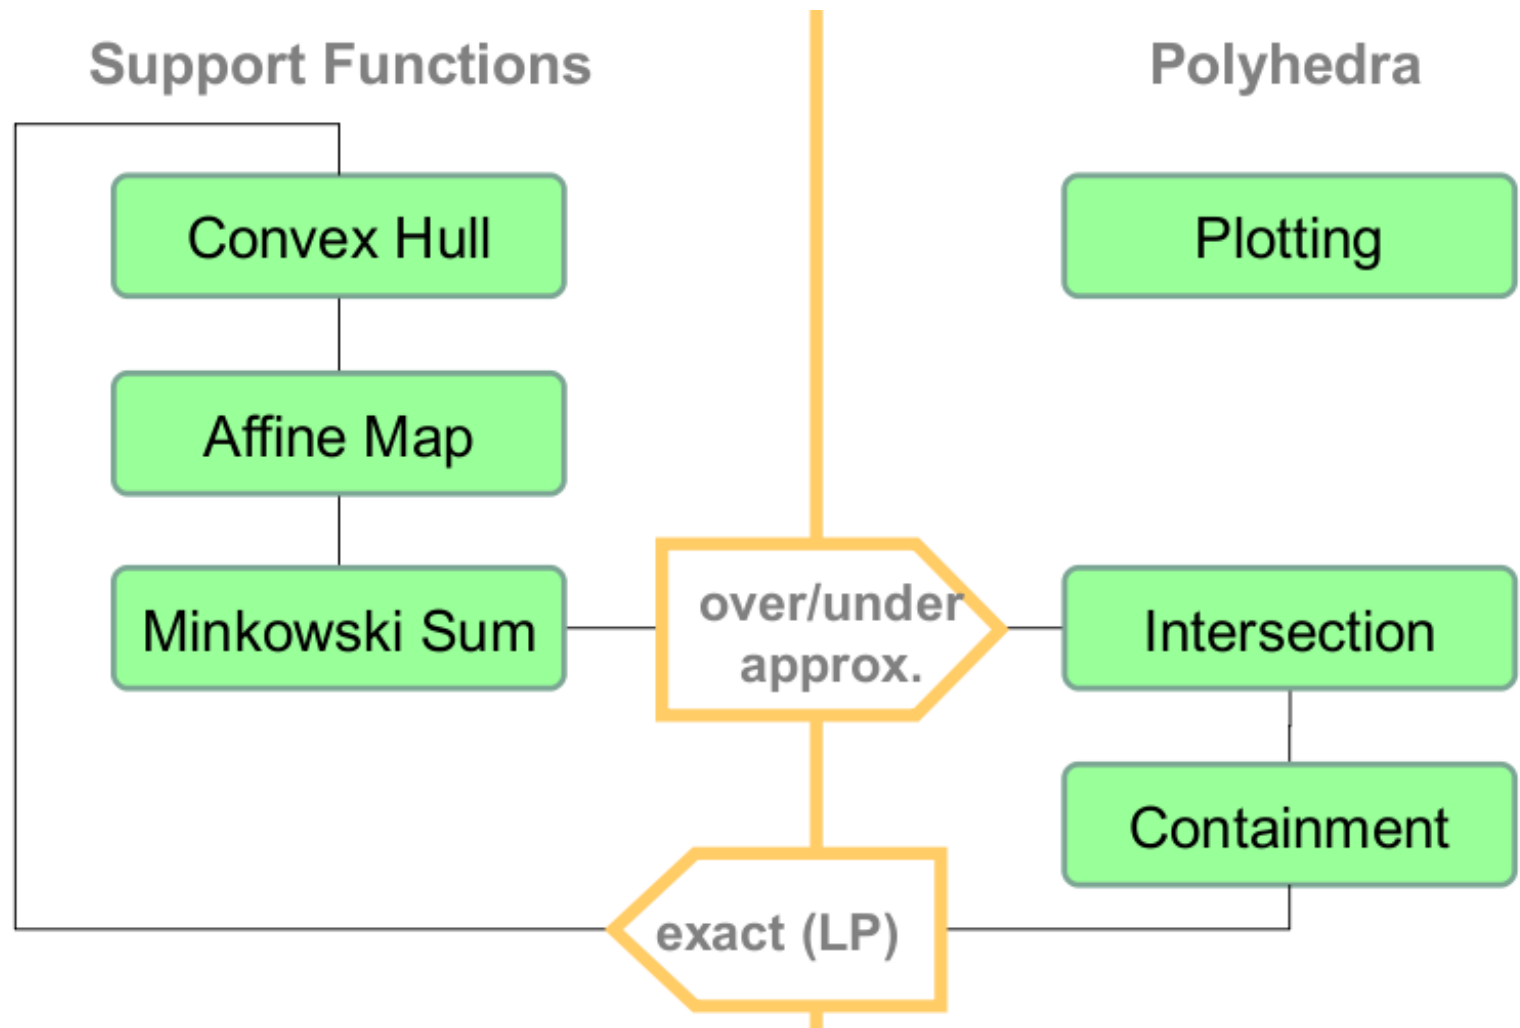 Support Functions
Polyhedra
Convex Hull
Plotting
Affine Map
Minkowski Sum
over/under
approx.
Intersection
Containment
exact (LP)